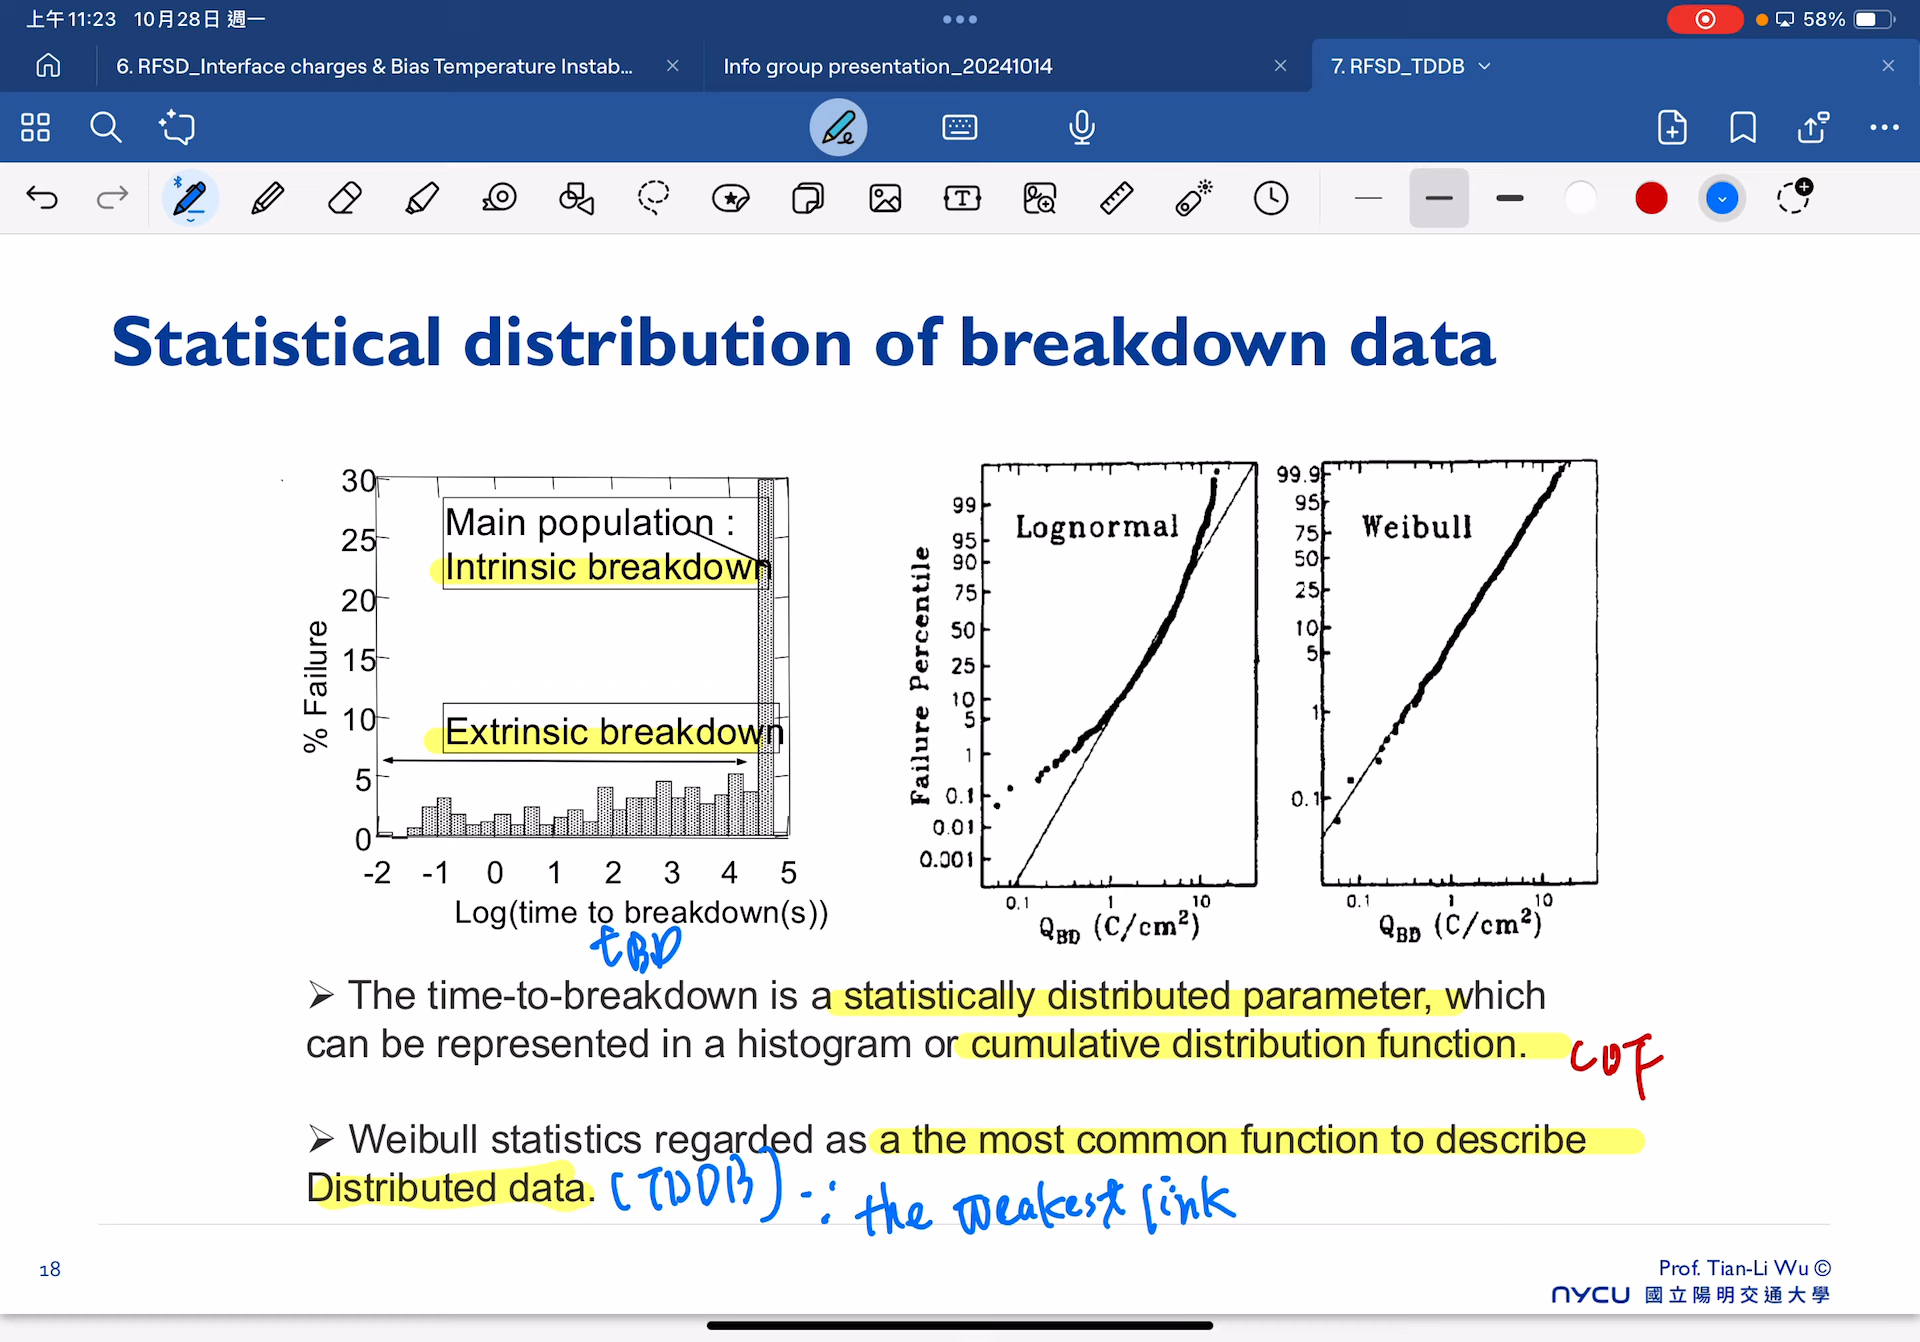 上午11:23 10月28日 週一
58%
6. RFSD_Interface charges & Bias Temperature Instab...
Info group presentation_20241014
7. RFSD_TDDB
Statistical distribution of breakdown data
30
25
20
15
10
5
0
% Failure
Main population :
Intrinsic breakdown
Extrinsic breakdown
-2 -1 0 1 2 3 4 5
Log(time to breakdown(s))
tBD
Failure Percentile
99
95
90
75
50
25
10
5
1
0.1
0.01
0.001
Lognormal
0.1 1 10
QBD (C/cm²)
99.9
95
75
50
25
10
5
1
0.1
Weibull
0.1 1 10
QBD (C/cm²)
➢ The time-to-breakdown is a statistically distributed parameter, which
can be represented in a histogram or cumulative distribution function. CDF
➢ Weibull statistics regarded as a the most common function to describe
Distributed data. (TDDB) ∵ the weakest link
18
Prof. Tian-Li Wu ©
NYCU 國立陽明交通大學